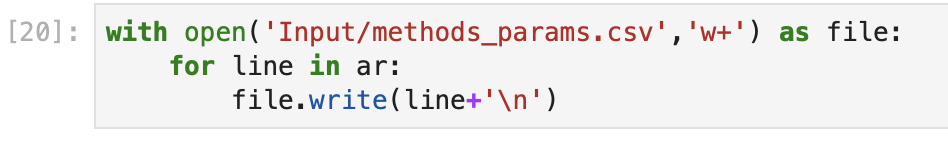 [20]: with open('Input/methods_params.csv','w+') as file:
    for line in ar:
        file.write(line+'\n')